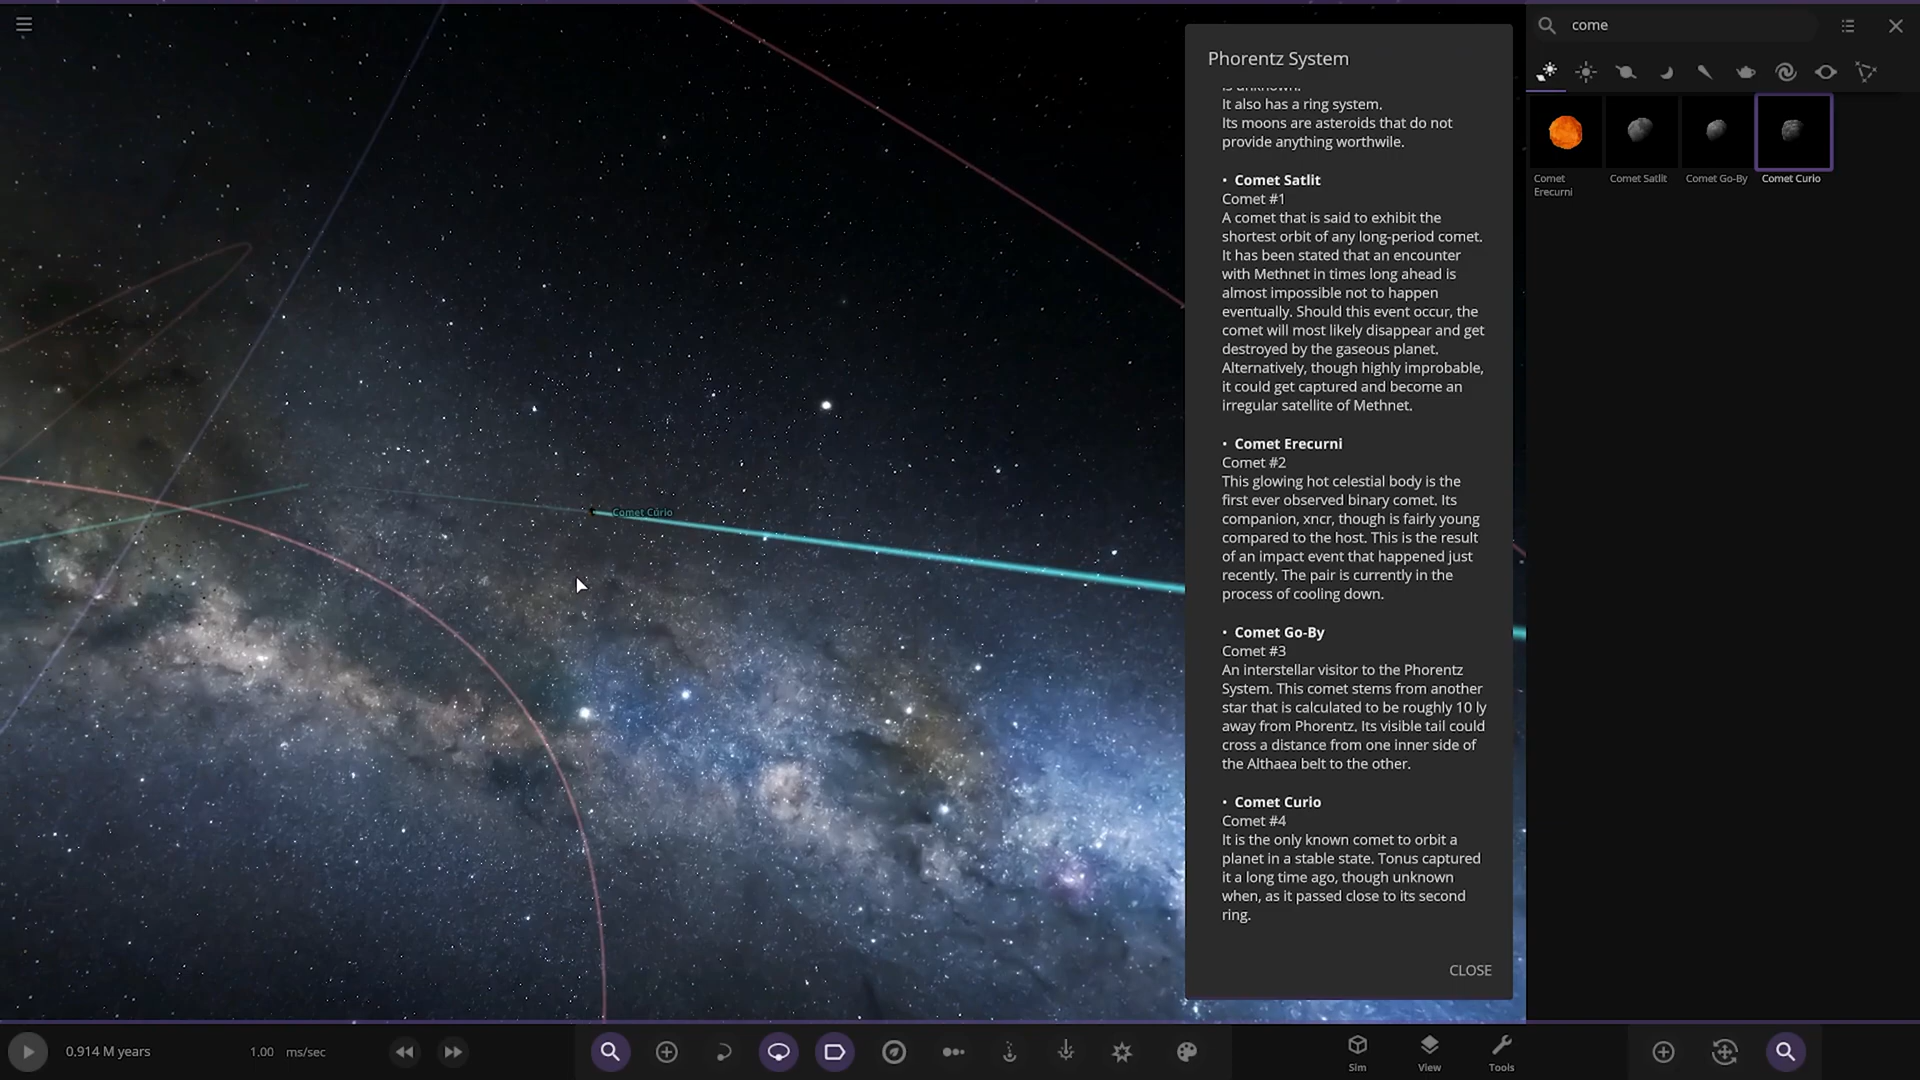 Phorentz System
is unknown.
It also has a ring system.
Its moons are asteroids that do not
provide anything worthwile.
• Comet Satlit
Comet #1
A comet that is said to exhibit the
shortest orbit of any long-period comet.
It has been stated that an encounter
with Methnet in times long ahead is
almost impossible not to happen
eventually. Should this event occur, the
comet will most likely disappear and get
destroyed by the gaseous planet.
Alternatively, though highly improbable,
it could get captured and become an
irregular satellite of Methnet.
• Comet Erecurni
Comet #2
This glowing hot celestial body is the
first ever observed binary comet. Its
companion, xncr, though is fairly young
compared to the host. This is the result
of an impact event that happened just
recently. The pair is currently in the
process of cooling down.
• Comet Go-By
Comet #3
An interstellar visitor to the Phorentz
System. This comet stems from another
star that is calculated to be roughly 10 ly
away from Phorentz. Its visible tail could
cross a distance from one inner side of
the Althaea belt to the other.
• Comet Curio
Comet #4
It is the only known comet to orbit a
planet in a stable state. Tonus captured
it a long time ago, though unknown
when, as it passed close to its second
ring.
CLOSE
come
Comet
Erecurni
Comet Satlit
Comet Go-By
Comet Curio
Comet Curio
0.914 M years
1.00 ms/sec
Sim
View
Tools